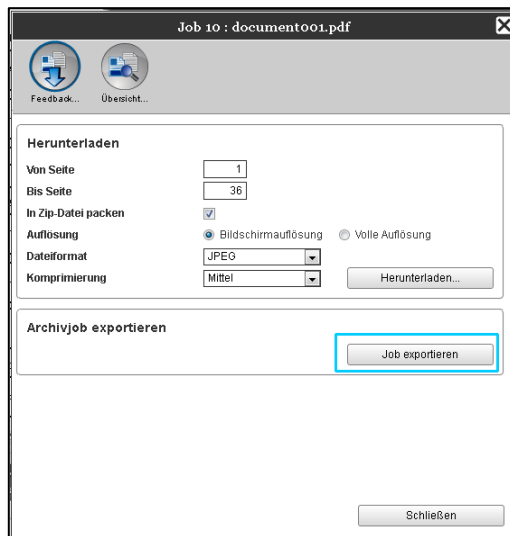 Job 10 : document001.pdf
Feedback... Übersicht...
Herunterladen
Von Seite 1
Bis Seite 36
In Zip-Datei packen
Auflösung Bildschirmauflösung Volle Auflösung
Dateiformat JPEG
Komprimierung Mittel Herunterladen...
Archivjob exportieren
Job exportieren
Schließen